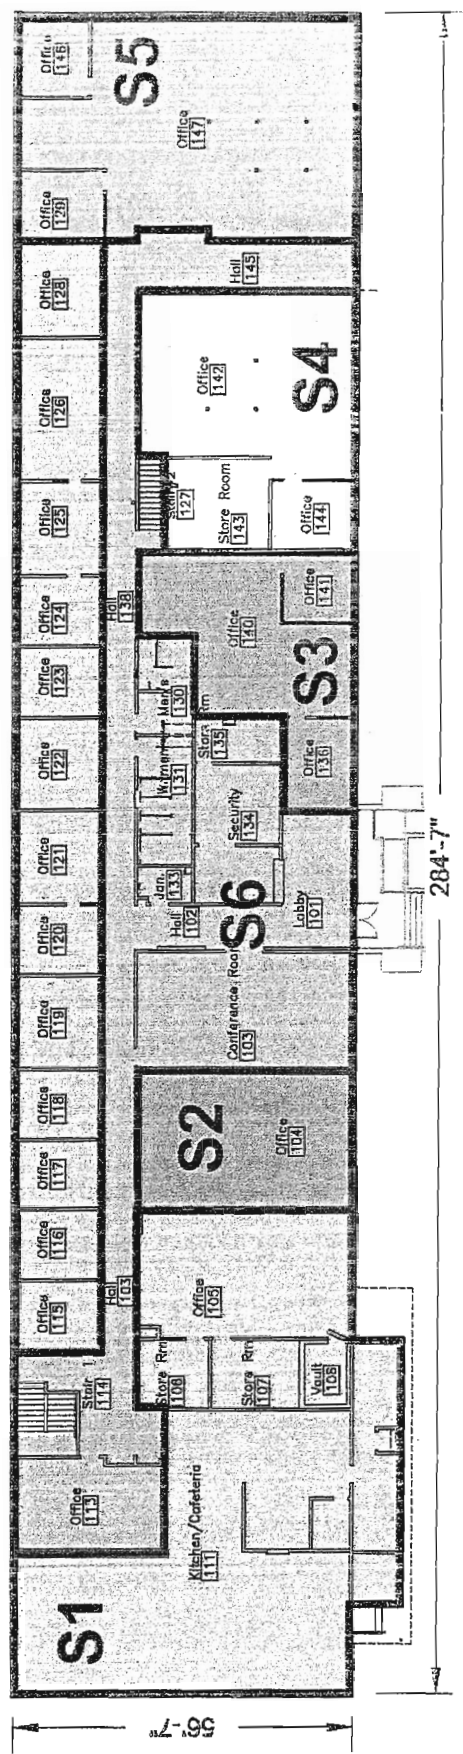 Office
146
S5
Office
147
Office
129
Office
128
Hall
145
Office
126
Office
142
S4
Stair 2
127
Store Room
143
Office
144
Office
125
Office
124
Hall
138
Office
140
Office
141
S3
Office
123
Men's
130
Office
122
Women
131
Stor. Rm
135
Office
136
Security
134
Office
121
Jan.
133
Hall
102
S6
Lobby
101
Office
120
Office
119
Conference Room
103
Office
118
S2
Office
104
Office
117
Office
116
Hall
103
Office
105
Office
115
Store Rm
108
Store Rm
107
Vault
106
Stair 1
114
Office
113
Kitchen/Cafeteria
111
S1
284'-7"
56'-7"